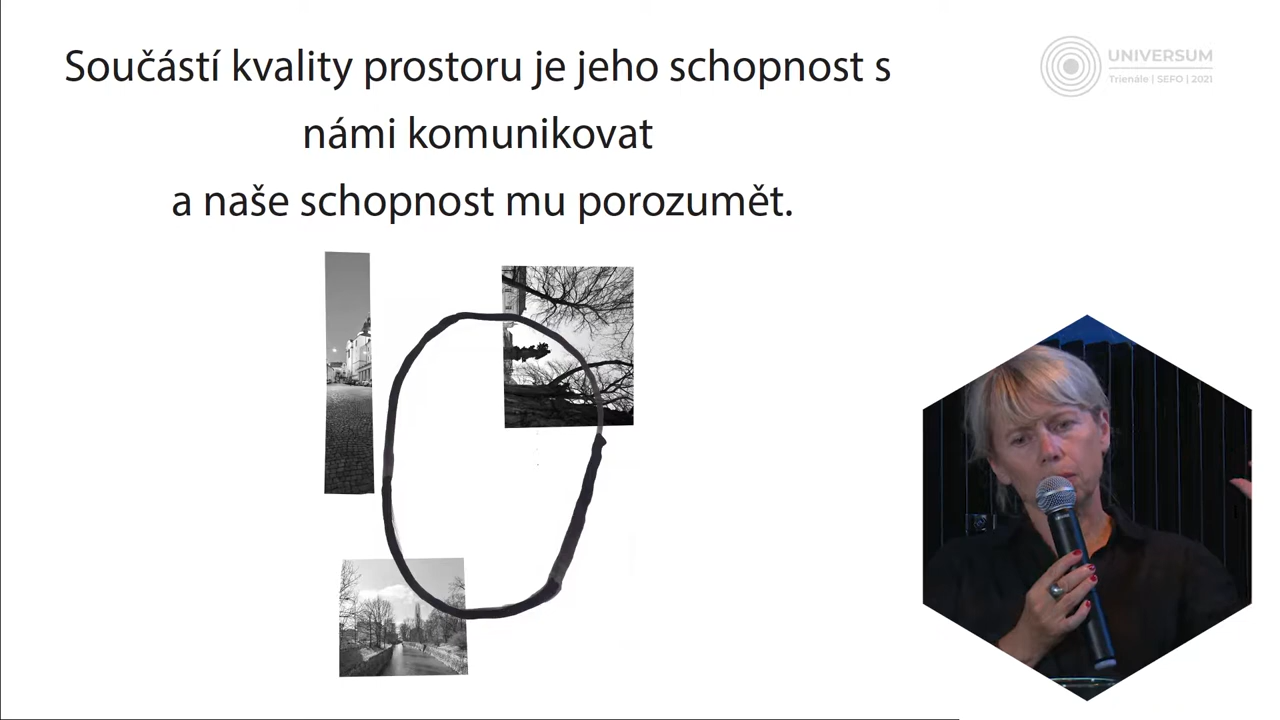 Součástí kvality prostoru je jeho schopnost s
námi komunikovat
a naše schopnost mu porozumět.
UNIVERSUM
Trienále | SEFO | 2021